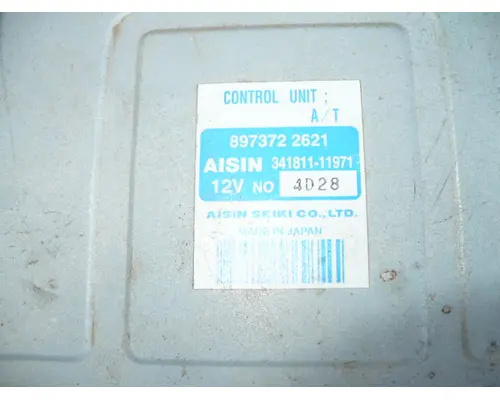 CONTROL UNIT ;
A/T
897372 2621
AISIN 341811-11971
12V NO 4D28
AISIN SEIKI CO., LTD.
MADE IN JAPAN